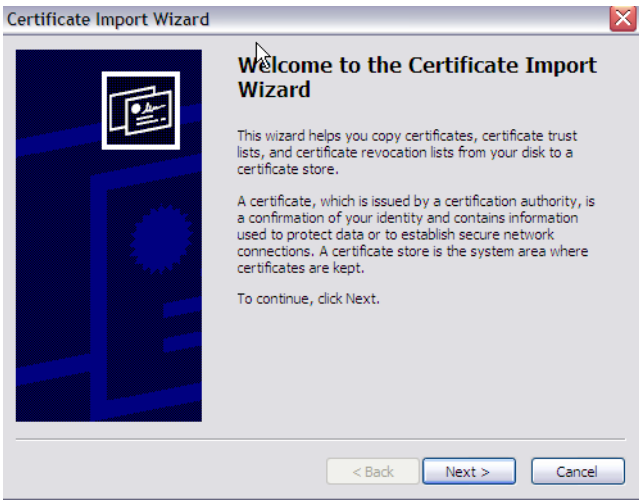 Certificate Import Wizard
Welcome to the Certificate Import
Wizard
This wizard helps you copy certificates, certificate trust
lists, and certificate revocation lists from your disk to a
certificate store.
A certificate, which is issued by a certification authority, is
a confirmation of your identity and contains information
used to protect data or to establish secure network
connections. A certificate store is the system area where
certificates are kept.
To continue, click Next.
< Back Next > Cancel